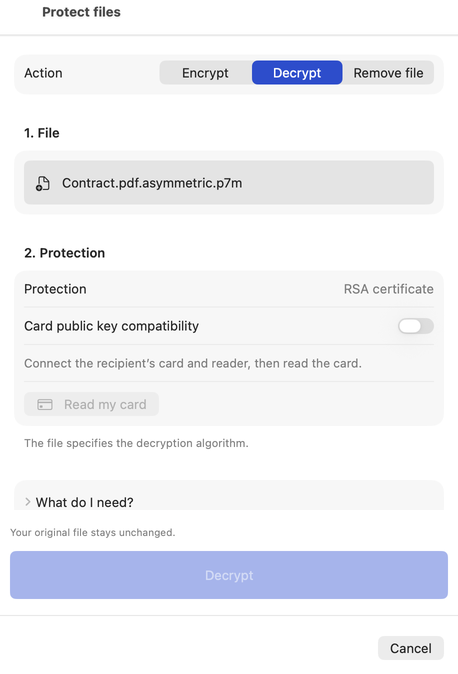 Protect files
Action
Encrypt
Decrypt
Remove file
1. File
Contract.pdf.asymmetric.p7m
2. Protection
Protection
RSA certificate
Card public key compatibility
Connect the recipient's card and reader, then read the card.
Read my card
The file specifies the decryption algorithm.
What do I need?
Your original file stays unchanged.
Decrypt
Cancel